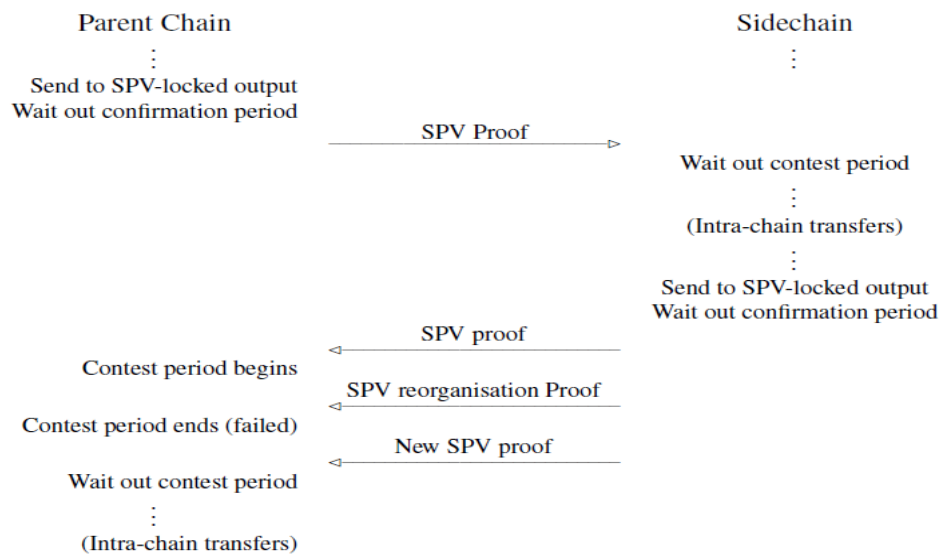 Parent Chain
Sidechain
⋮
⋮
Send to SPV-locked output
Wait out confirmation period
SPV Proof
Wait out contest period
⋮
(Intra-chain transfers)
⋮
Send to SPV-locked output
Wait out confirmation period
SPV proof
Contest period begins
SPV reorganisation Proof
Contest period ends (failed)
New SPV proof
Wait out contest period
⋮
(Intra-chain transfers)